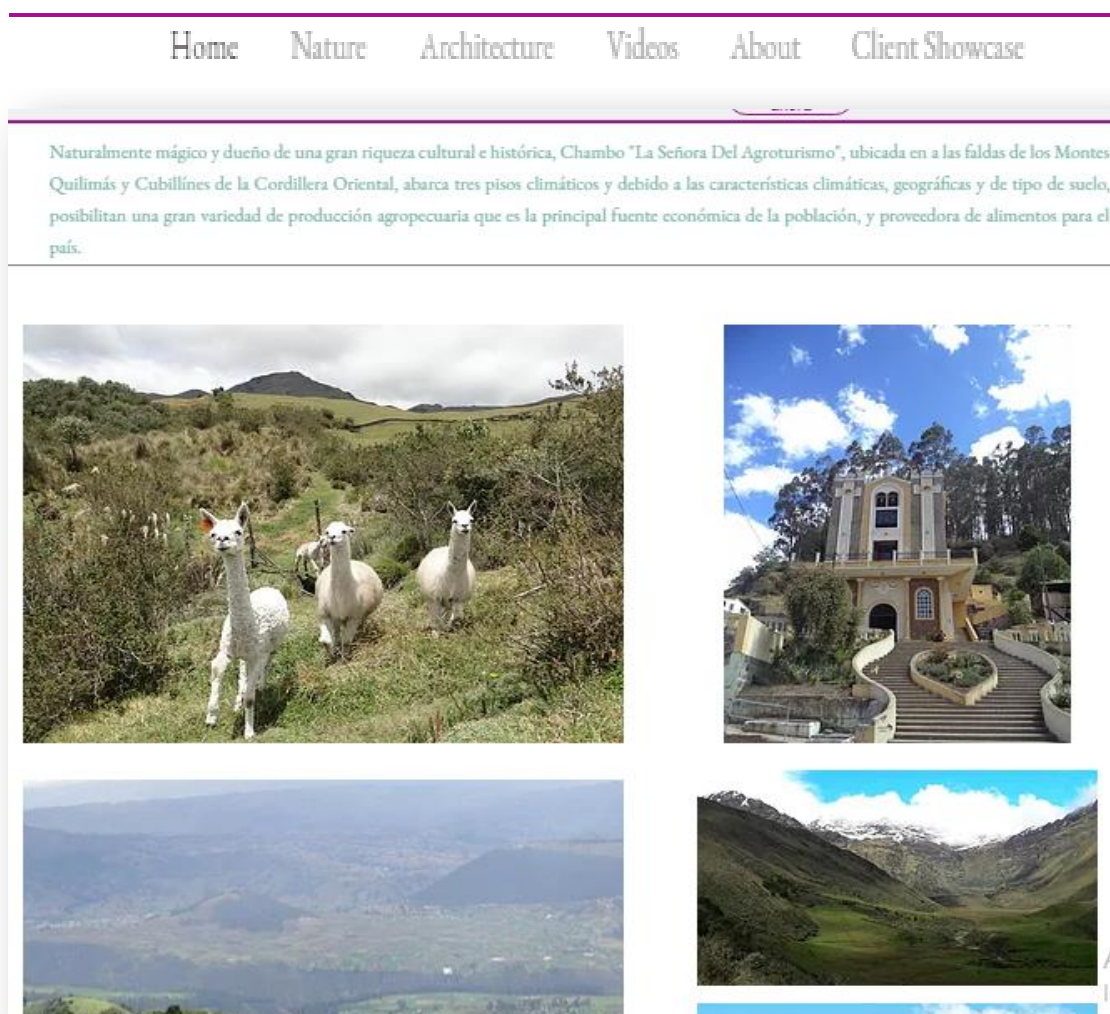 Home Nature Architecture Videos About Client Showcase
Naturalmente mágico y dueño de una gran riqueza cultural e histórica, Chambo "La Señora Del Agroturismo", ubicada en a las faldas de los Montes
Quilimás y Cubillínes de la Cordillera Oriental, abarca tres pisos climáticos y debido a las características climáticas, geográficas y de tipo de suelo,
posibilitan una gran variedad de producción agropecuaria que es la principal fuente económica de la población, y proveedora de alimentos para el
país.